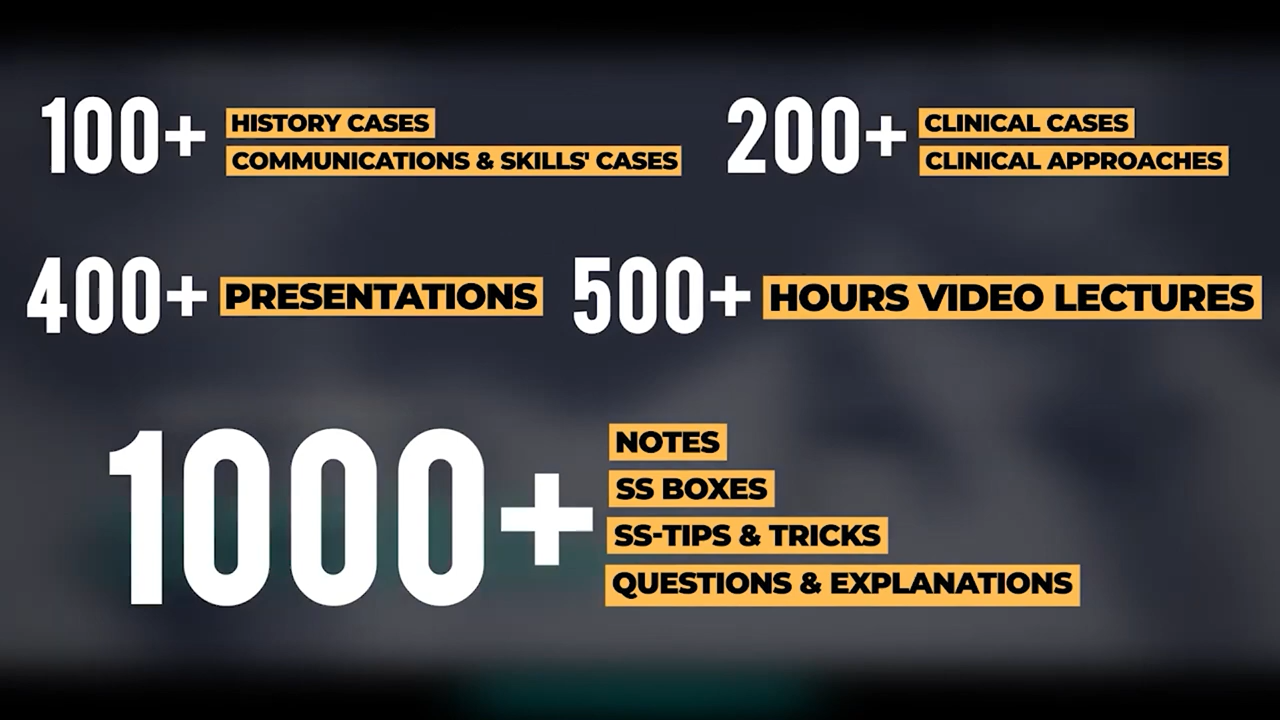 100+
HISTORY CASES
COMMUNICATIONS & SKILLS' CASES
200+
CLINICAL CASES
CLINICAL APPROACHES
400+ PRESENTATIONS
500+ HOURS VIDEO LECTURES
1000+
NOTES
SS BOXES
SS-TIPS & TRICKS
QUESTIONS & EXPLANATIONS